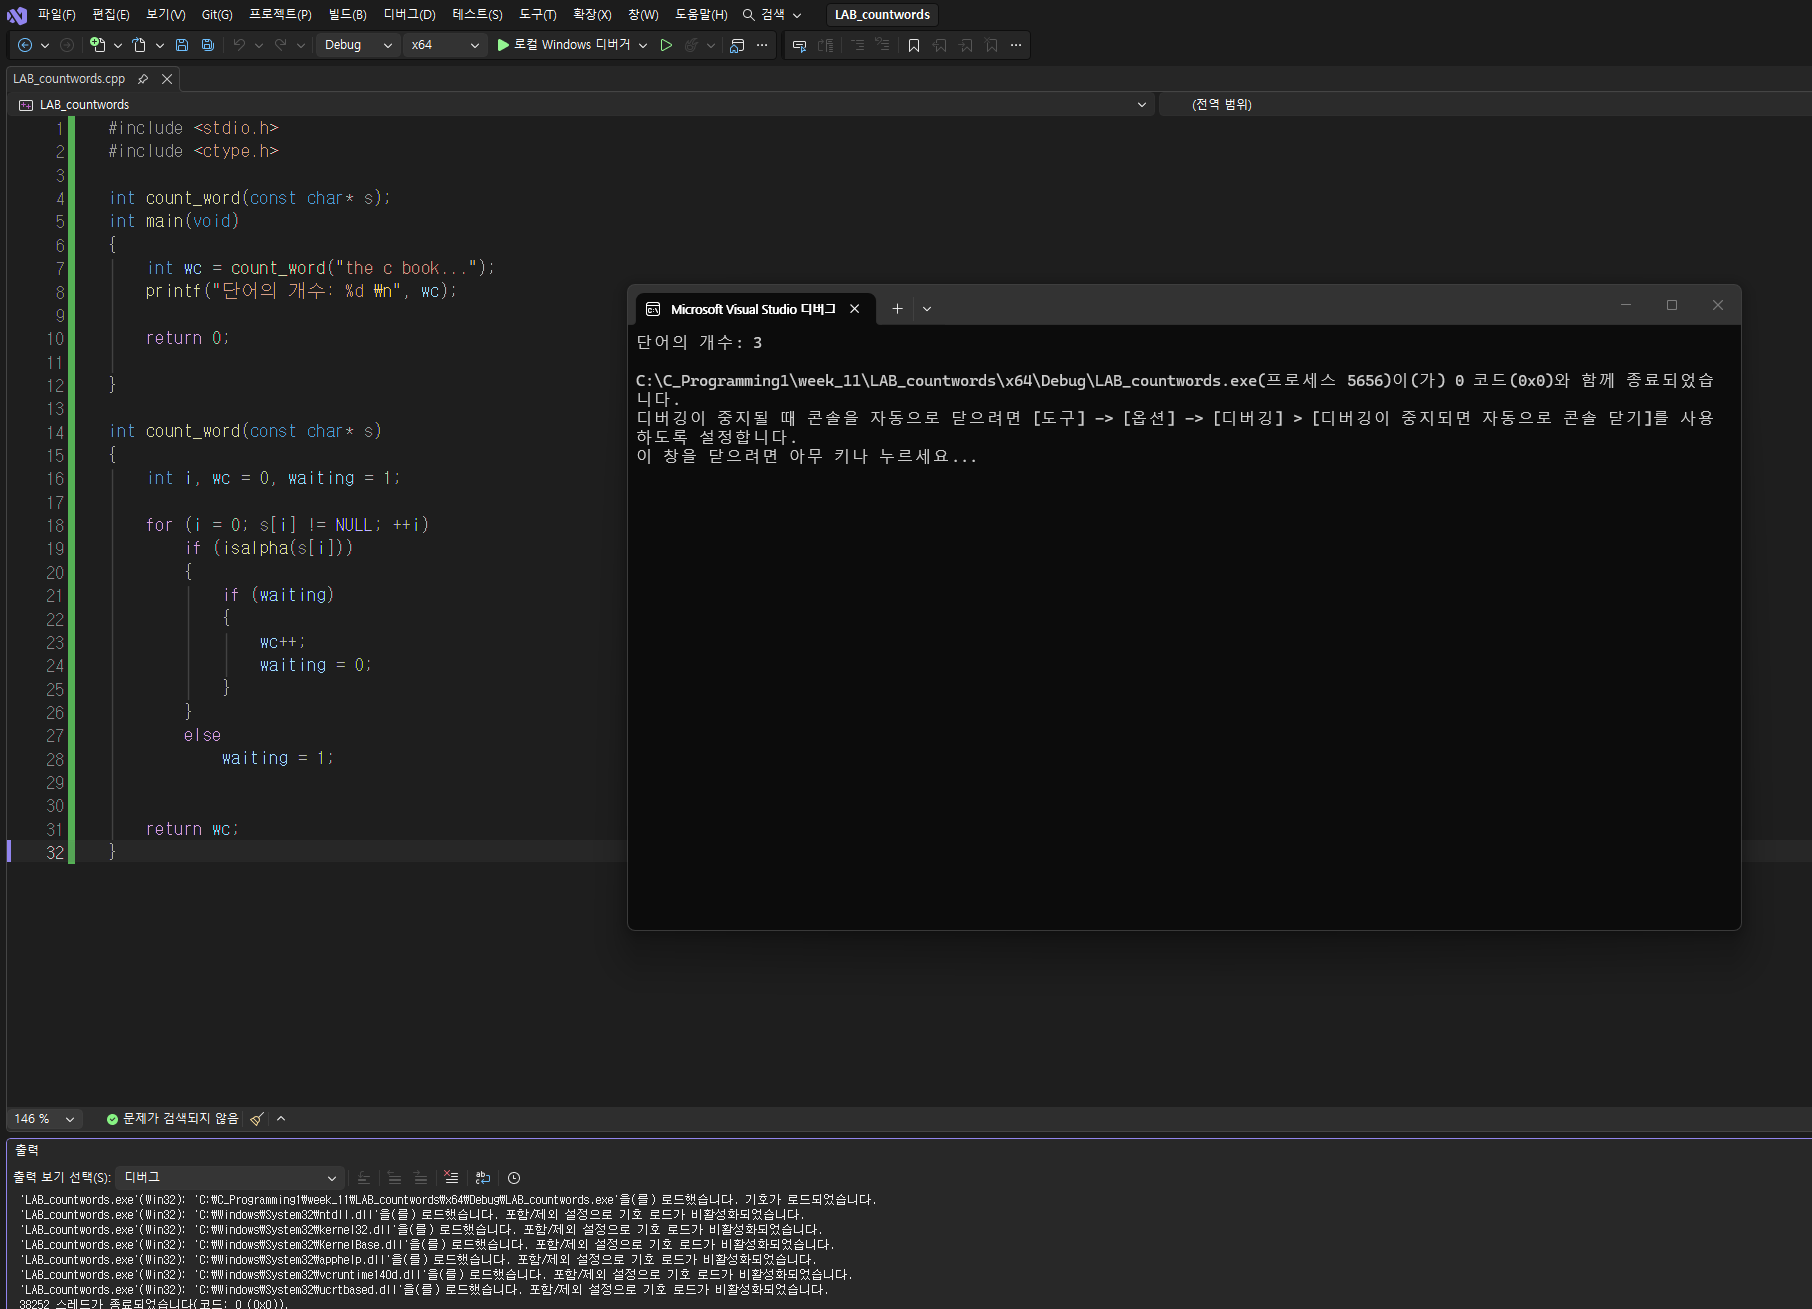 파일(F) 편집(E) 보기(V) Git(G) 프로젝트(P) 빌드(B) 디버그(D) 테스트(S) 도구(T) 확장(X) 창(W) 도움말(H) 검색 LAB_countwords
Debug x64 로컬 Windows 디버거
LAB_countwords.cpp
LAB_countwords (전역 범위)
1 #include <stdio.h>
2 #include <ctype.h>
3
4 int count_word(const char* s);
5 int main(void)
6 {
7 int wc = count_word("the c book...");
8 printf("단어의 개수: %d ₩n", wc);
9
10 return 0;
11
12 }
13
14 int count_word(const char* s)
15 {
16 int i, wc = 0, waiting = 1;
17
18 for (i = 0; s[i] != NULL; ++i)
19 if (isalpha(s[i]))
20 {
21 if (waiting)
22 {
23 wc++;
24 waiting = 0;
25 }
26 }
27 else
28 waiting = 1;
29
30
31 return wc;
32 }
Microsoft Visual Studio 디버그
단어의 개수: 3
C:\C_Programming1\week_11\LAB_countwords\x64\Debug\LAB_countwords.exe(프로세스 5656)이(가) 0 코드(0x0)와 함께 종료되었습
니다.
디버깅이 중지될 때 콘솔을 자동으로 닫으려면 [도구] -> [옵션] -> [디버깅] > [디버깅이 중지되면 자동으로 콘솔 닫기]를 사용
하도록 설정합니다.
이 창을 닫으려면 아무 키나 누르세요...
146 % 문제가 검색되지 않음
출력
출력 보기 선택(S): 디버그
'LAB_countwords.exe'(Win32): 'C:₩C_Programming1₩week_11₩LAB_countwords₩x64₩Debug₩LAB_countwords.exe'을(를) 로드했습니다. 기호가 로드되었습니다.
'LAB_countwords.exe'(Win32): 'C:₩Windows₩System32₩ntdll.dll'을(를) 로드했습니다. 포함/제외 설정으로 기호 로드가 비활성화되었습니다.
'LAB_countwords.exe'(Win32): 'C:₩Windows₩System32₩kernel32.dll'을(를) 로드했습니다. 포함/제외 설정으로 기호 로드가 비활성화되었습니다.
'LAB_countwords.exe'(Win32): 'C:₩Windows₩System32₩KernelBase.dll'을(를) 로드했습니다. 포함/제외 설정으로 기호 로드가 비활성화되었습니다.
'LAB_countwords.exe'(Win32): 'C:₩Windows₩System32₩apphelp.dll'을(를) 로드했습니다. 포함/제외 설정으로 기호 로드가 비활성화되었습니다.
'LAB_countwords.exe'(Win32): 'C:₩Windows₩System32₩vcruntime140d.dll'을(를) 로드했습니다. 포함/제외 설정으로 기호 로드가 비활성화되었습니다.
'LAB_countwords.exe'(Win32): 'C:₩Windows₩System32₩ucrtbased.dll'을(를) 로드했습니다. 포함/제외 설정으로 기호 로드가 비활성화되었습니다.
38252 스레드가 종료되었습니다(코드: 0 (0x0)).